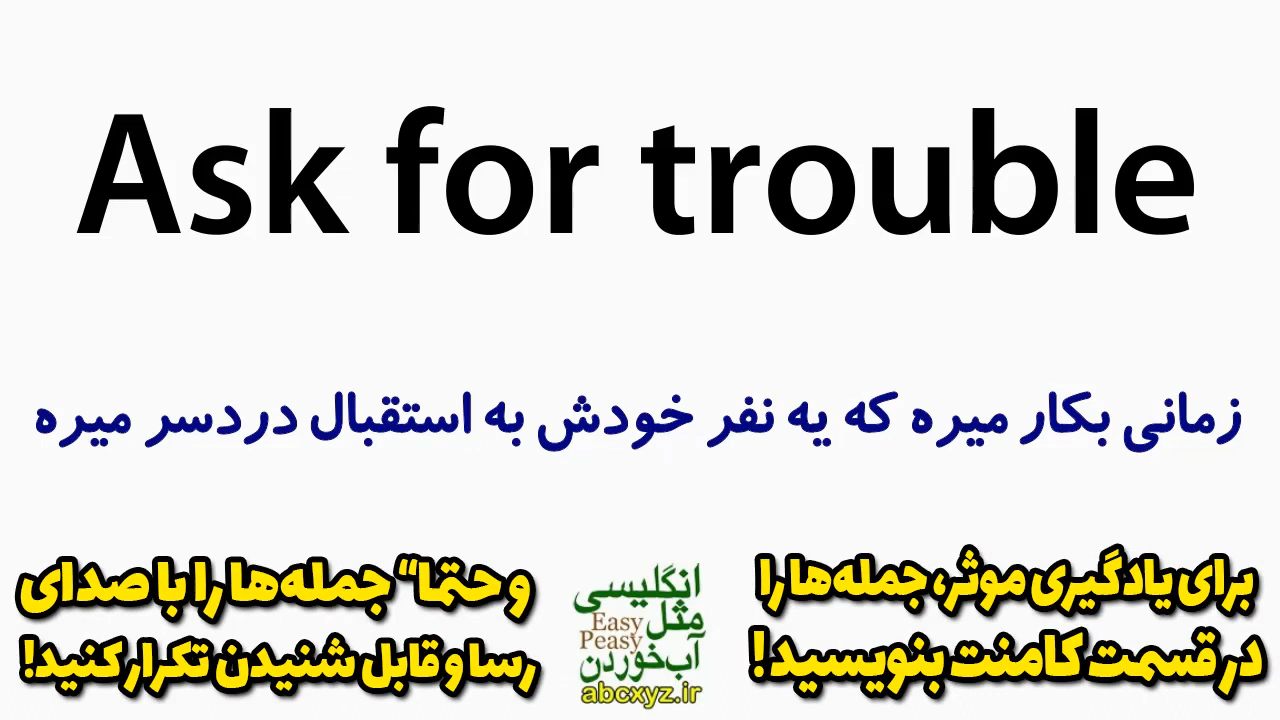 Ask for trouble
زمانی بکار میره که یه نفر خودش به استقبال دردسر میره
برای یادگیری موثر، جمله‌ها را
در قسمت کامنت بنویسید!
انگلیسی
مثل
Easy
Peasy
آب خوردن
abcxyz.ir
و حتما“ جمله‌ها را با صدای
رسا و قابل شنیدن تکرار کنید!